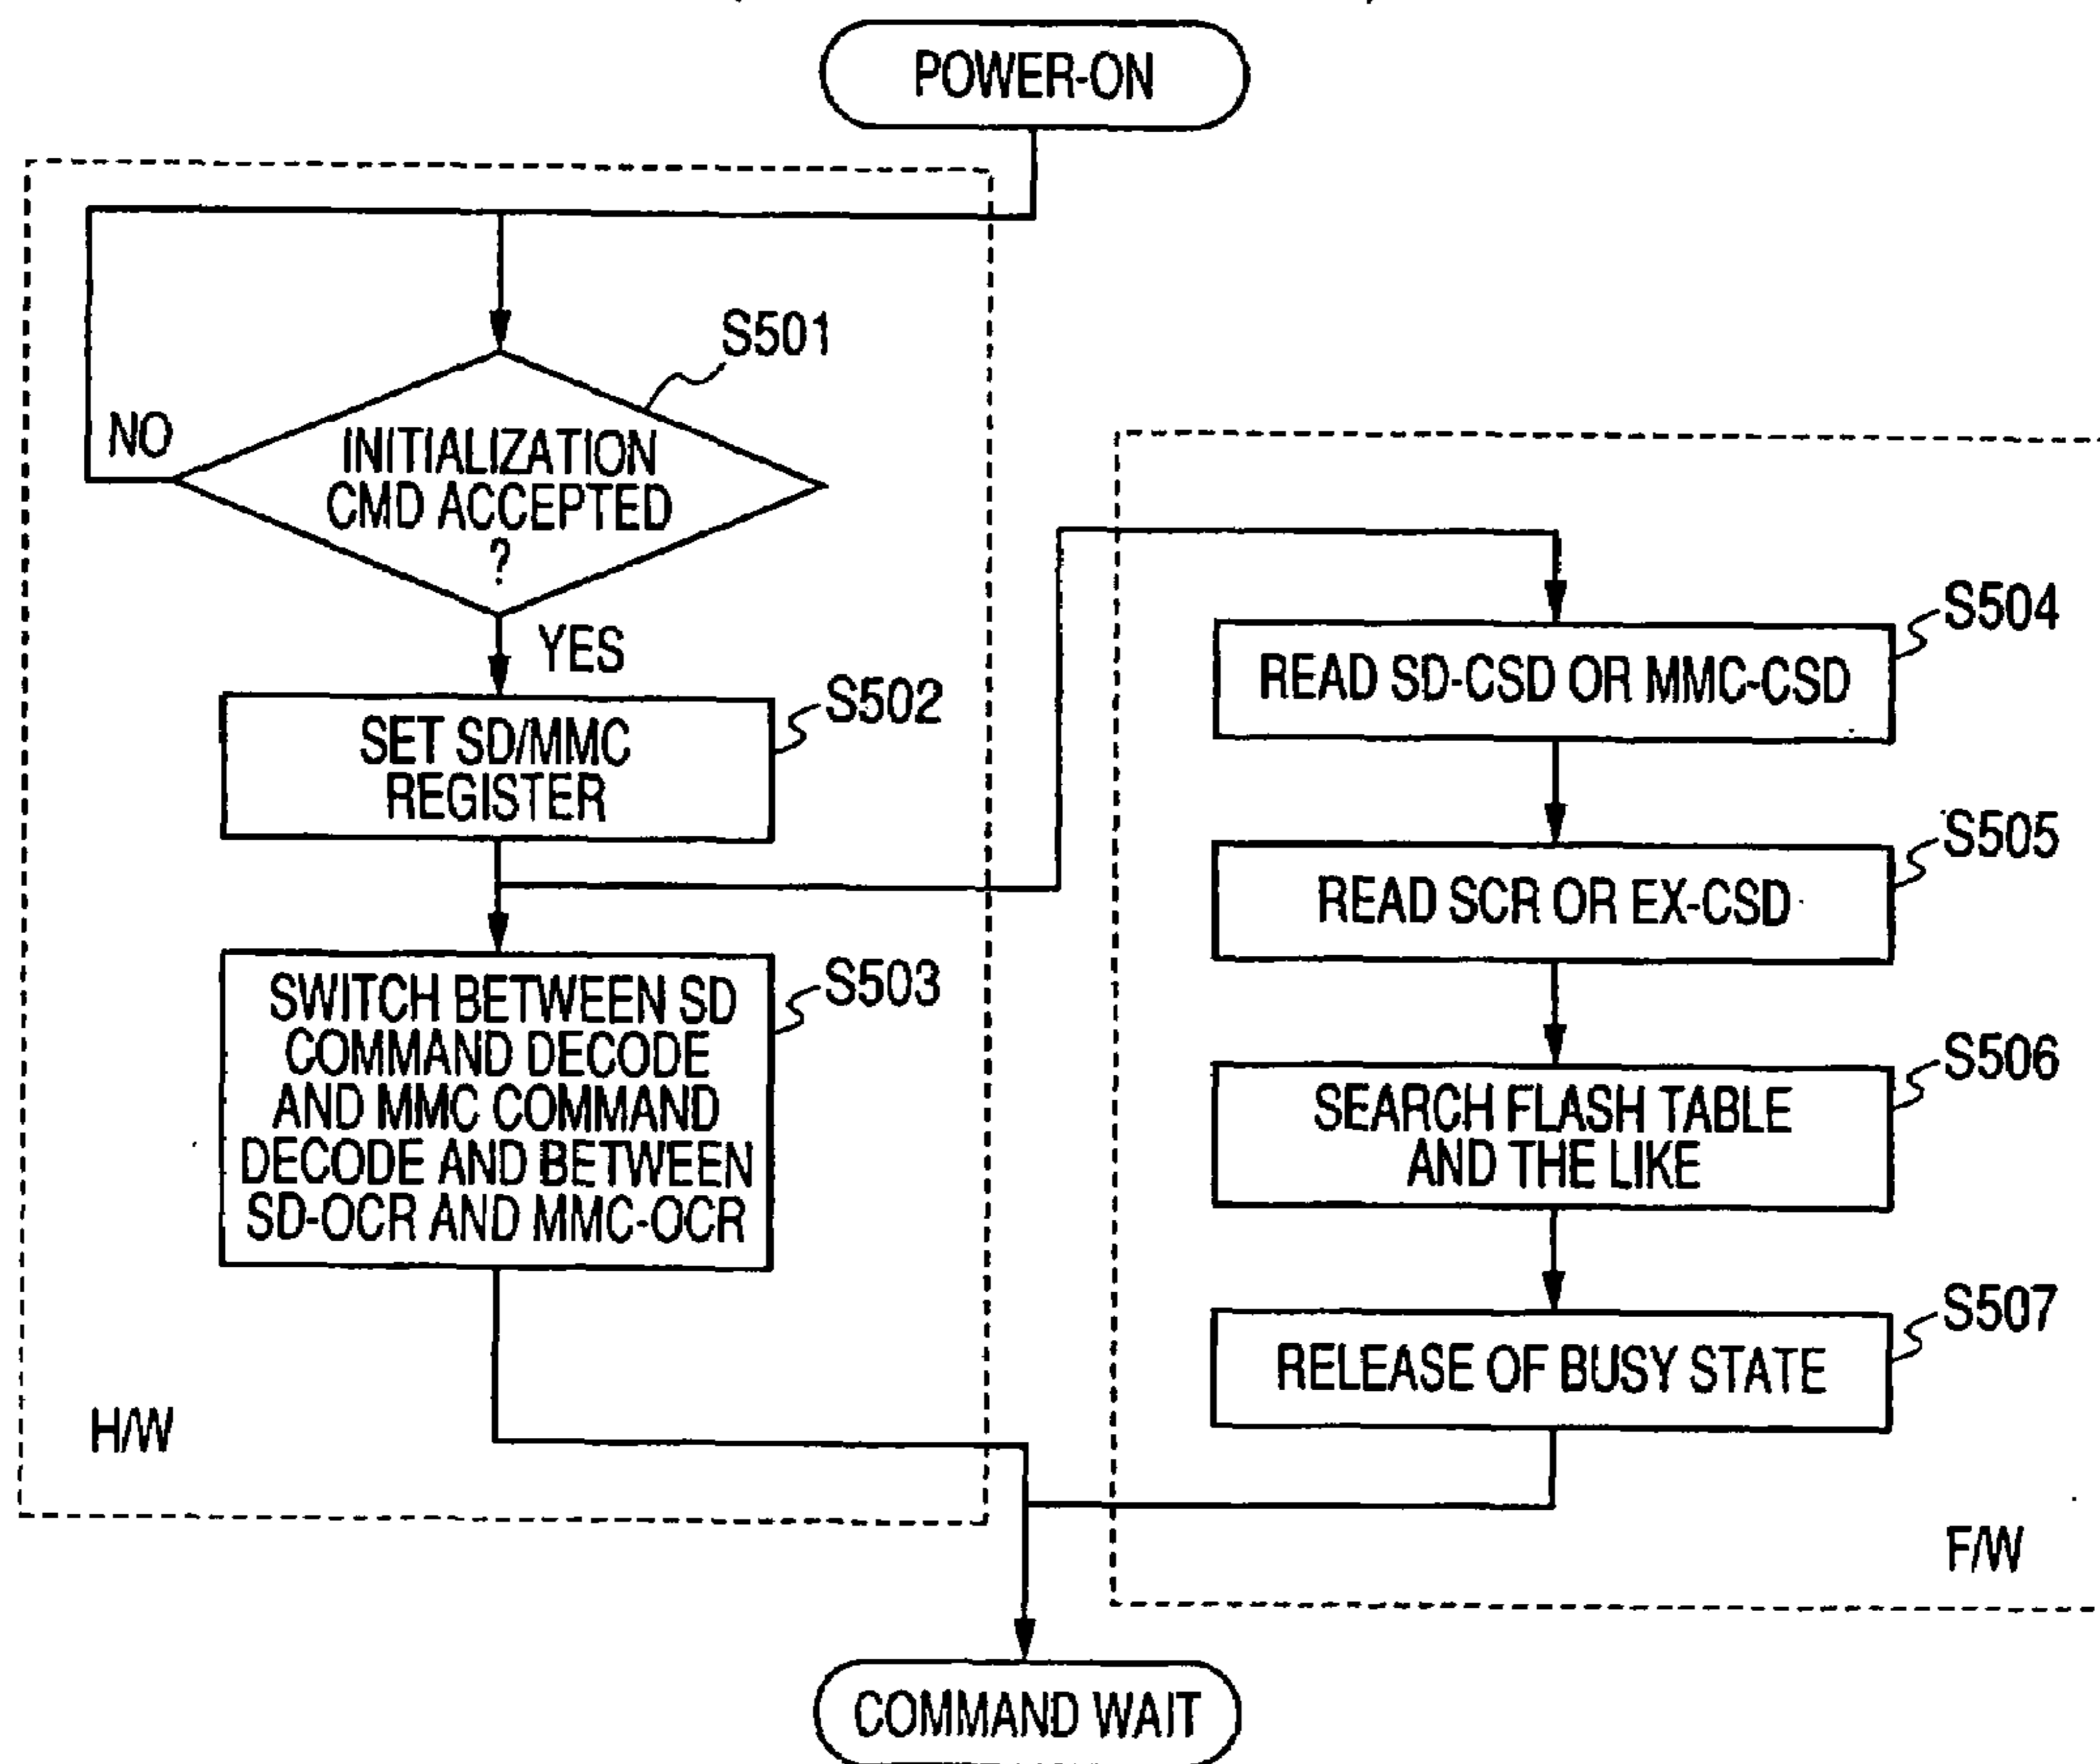 POWER-ON
S501
NO
INITIALIZATION
CMD ACCEPTED
?
YES
S502
SET SD/MMC
REGISTER
S503
SWITCH BETWEEN SD
COMMAND DECODE
AND MMC COMMAND
DECODE AND BETWEEN
SD-OCR AND MMC-OCR
H/W
S504
READ SD-CSD OR MMC-CSD
S505
READ SCR OR EX-CSD
S506
SEARCH FLASH TABLE
AND THE LIKE
S507
RELEASE OF BUSY STATE
F/W
COMMAND WAIT